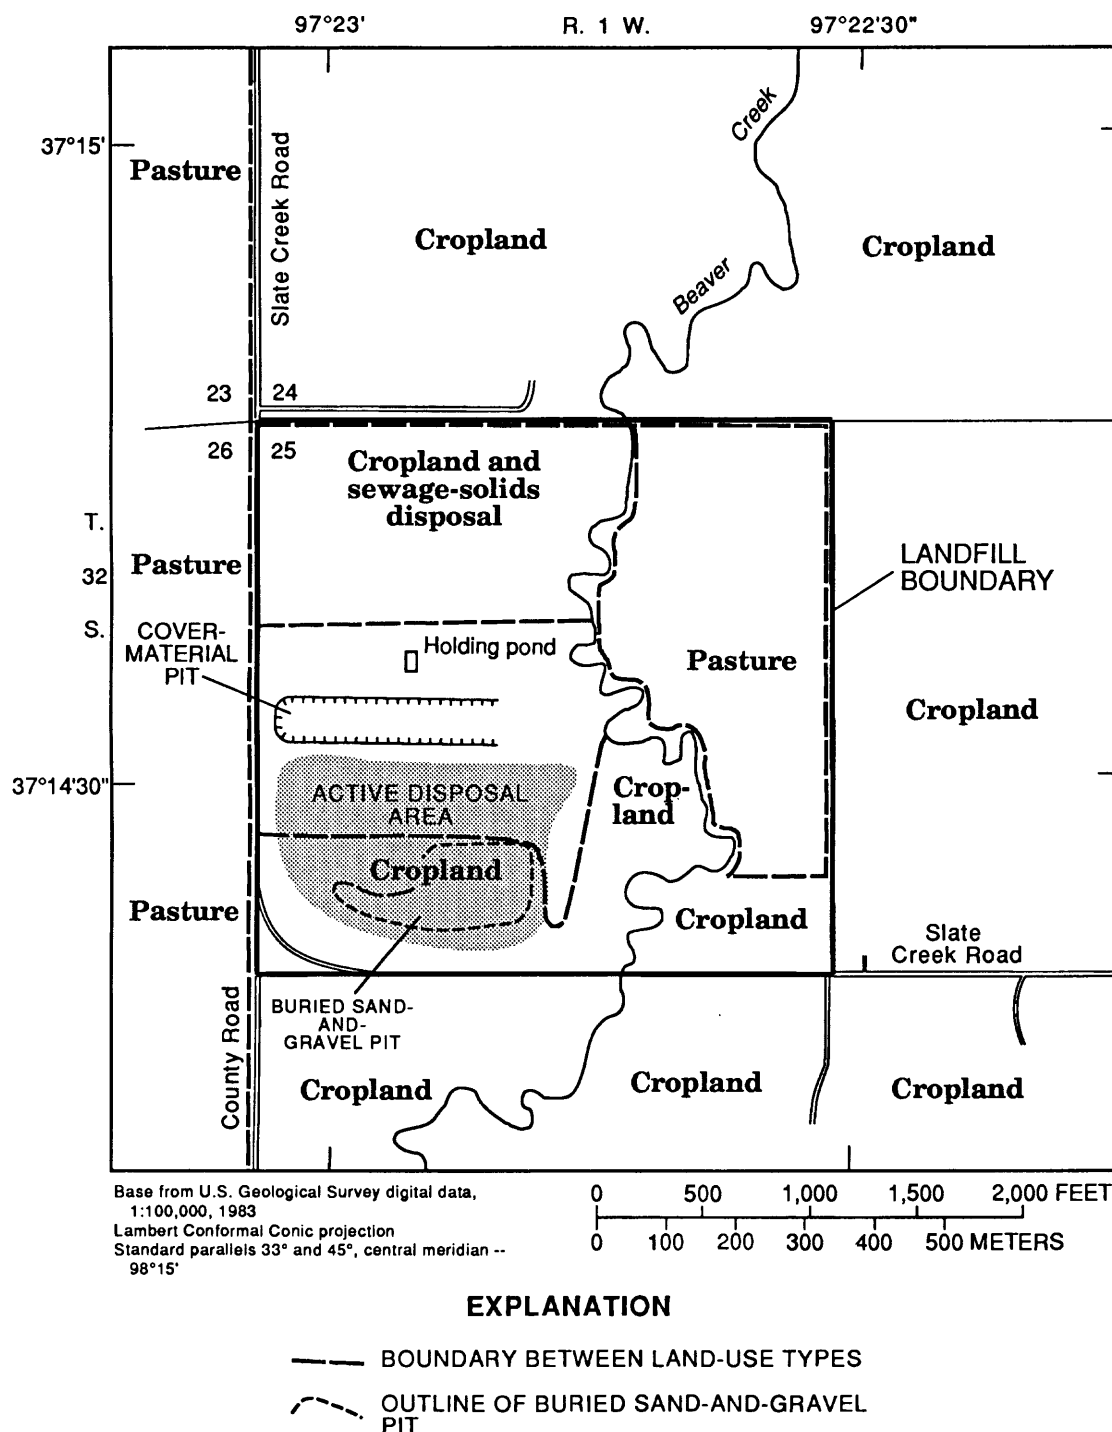 97°23'
R. 1 W.
97°22'30"
37°15'
Pasture
Slate Creek Road
Creek
Cropland
Cropland
Beaver
23
24
26
25
Cropland and
sewage-solids
disposal
T.
32
S.
Pasture
LANDFILL
BOUNDARY
COVER-
MATERIAL
PIT
Holding pond
Pasture
Cropland
37°14'30"
ACTIVE DISPOSAL
AREA
Crop-
land
Cropland
Pasture
Cropland
Slate
Creek Road
BURIED SAND-
AND-
GRAVEL PIT
County Road
Cropland
Cropland
Cropland
Base from U.S. Geological Survey digital data,
1:100,000, 1983
Lambert Conformal Conic projection
Standard parallels 33° and 45°, central meridian --
98°15'
0 500 1,000 1,500 2,000 FEET
0 100 200 300 400 500 METERS
EXPLANATION
BOUNDARY BETWEEN LAND-USE TYPES
OUTLINE OF BURIED SAND-AND-GRAVEL
PIT